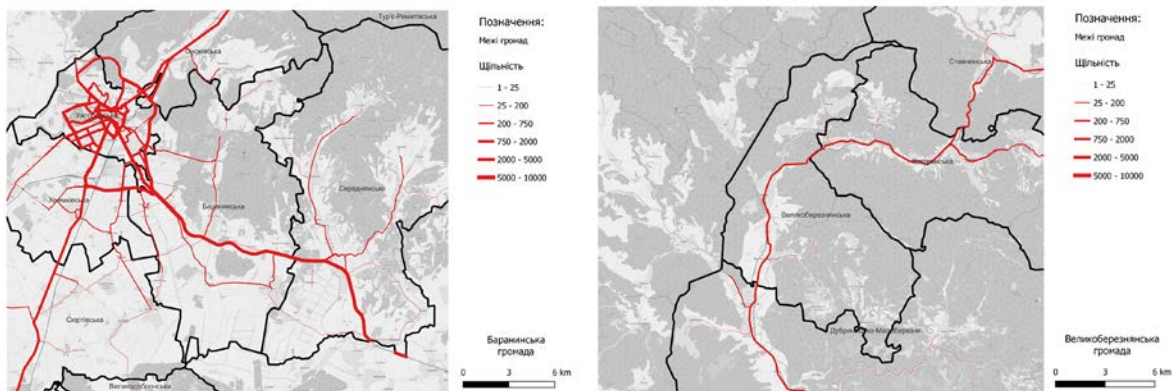 Тур'є-Реметівська
Оноківська
Ужгородська
Середнянська
Баранинська
Холмківська
Сюртівська
Великодобронська
Позначення:
Межі громад
Щільність
1 - 25
25 - 200
200 - 750
750 - 2000
2000 - 5000
5000 - 10000
Баранинська
громада
0 3 6 km
Ставненська
Костринська
Великоберезнянська
Дубриницько-Малоберезнянська
Позначення:
Межі громад
Щільність
1 - 25
25 - 200
200 - 750
750 - 2000
2000 - 5000
5000 - 10000
Великоберезнянська
громада
0 3 6 km